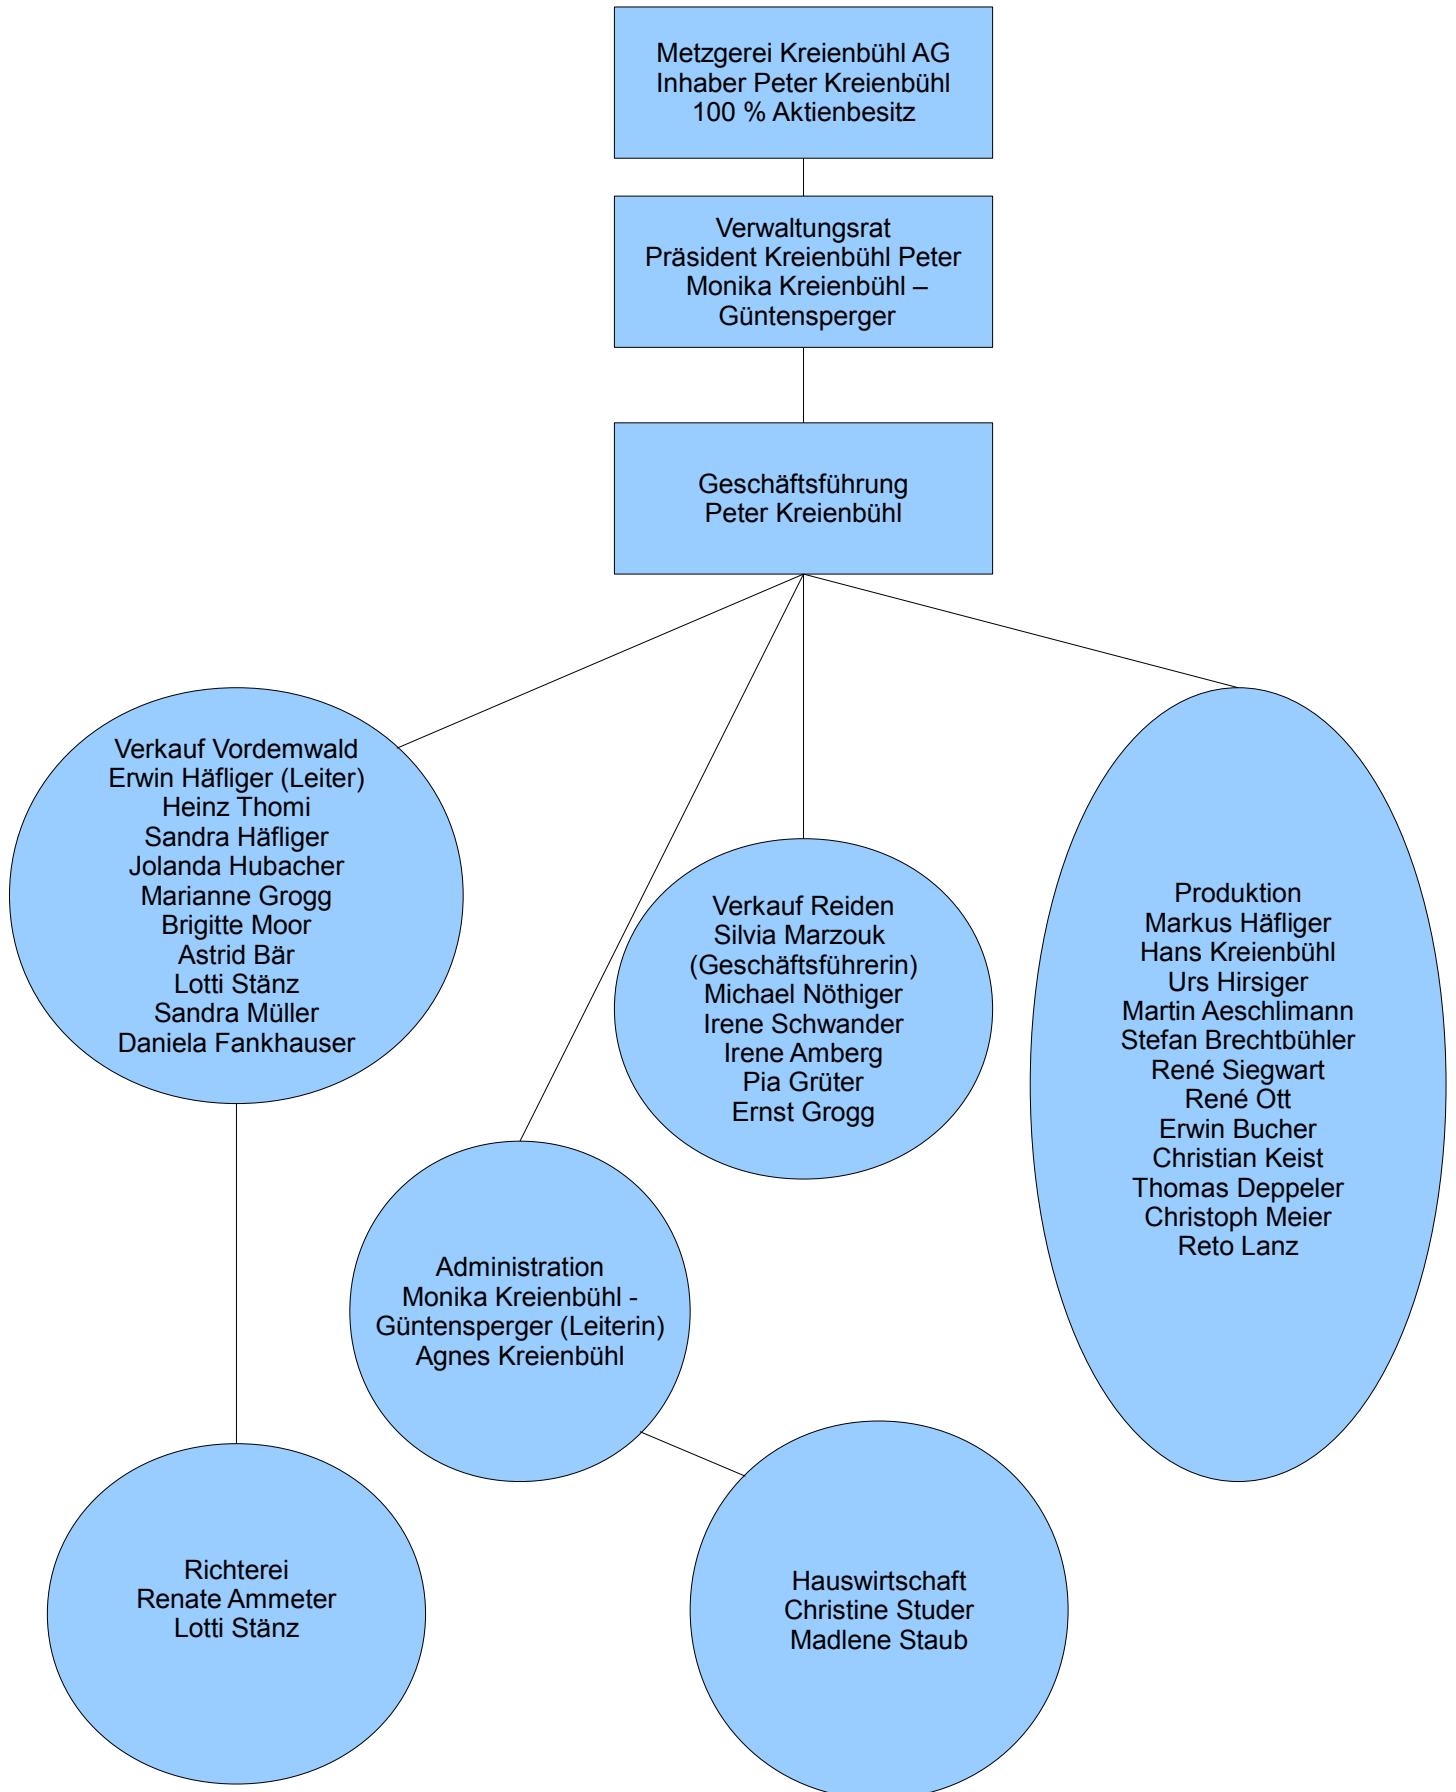 Metzgerei Kreienbühl AG
Inhaber Peter Kreienbühl
100 % Aktienbesitz
Verwaltungsrat
Präsident Kreienbühl Peter
Monika Kreienbühl –
Güntensperger
Geschäftsführung
Peter Kreienbühl
Verkauf Vordemwald
Erwin Häfliger (Leiter)
Heinz Thomi
Sandra Häfliger
Jolanda Hubacher
Marianne Grogg
Brigitte Moor
Astrid Bär
Lotti Stänz
Sandra Müller
Daniela Fankhauser
Verkauf Reiden
Silvia Marzouk
(Geschäftsführerin)
Michael Nöthiger
Irene Schwander
Irene Amberg
Pia Grüter
Ernst Grogg
Produktion
Markus Häfliger
Hans Kreienbühl
Urs Hirsiger
Martin Aeschlimann
Stefan Brechtbühler
René Siegwart
René Ott
Erwin Bucher
Christian Keist
Thomas Deppeler
Christoph Meier
Reto Lanz
Administration
Monika Kreienbühl -
Güntensperger (Leiterin)
Agnes Kreienbühl
Richterei
Renate Ammeter
Lotti Stänz
Hauswirtschaft
Christine Studer
Madlene Staub